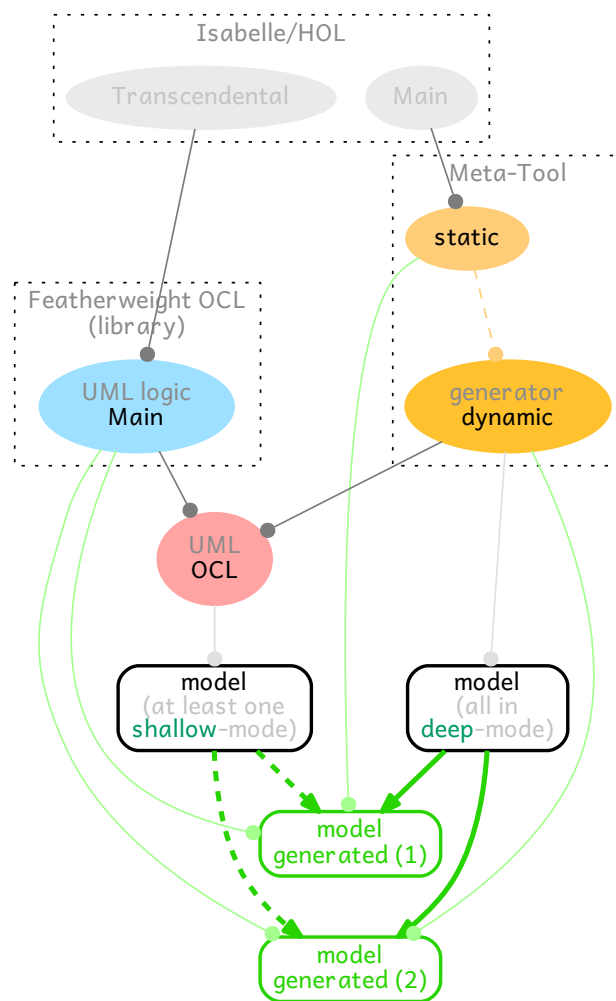 Isabelle/HOL
Transcendental
Main
Meta-Tool
static
Featherweight OCL
(library)
UML logic
Main
generator
dynamic
UML
OCL
model
(at least one
shallow-mode)
model
(all in
deep-mode)
model
generated (1)
model
generated (2)